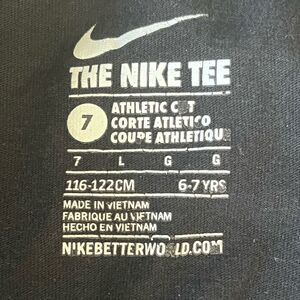 THE NIKE TEE
7
ATHLETIC CUT
CORTE ATLETICO
COUPE ATHLETIQUE
7 L G G
116-122CM 6-7 YRS
MADE IN VIETNAM
FABRIQUE AU VIETNAM
HECHO EN VIETNAM
NIKEBETTERWORLD.COM